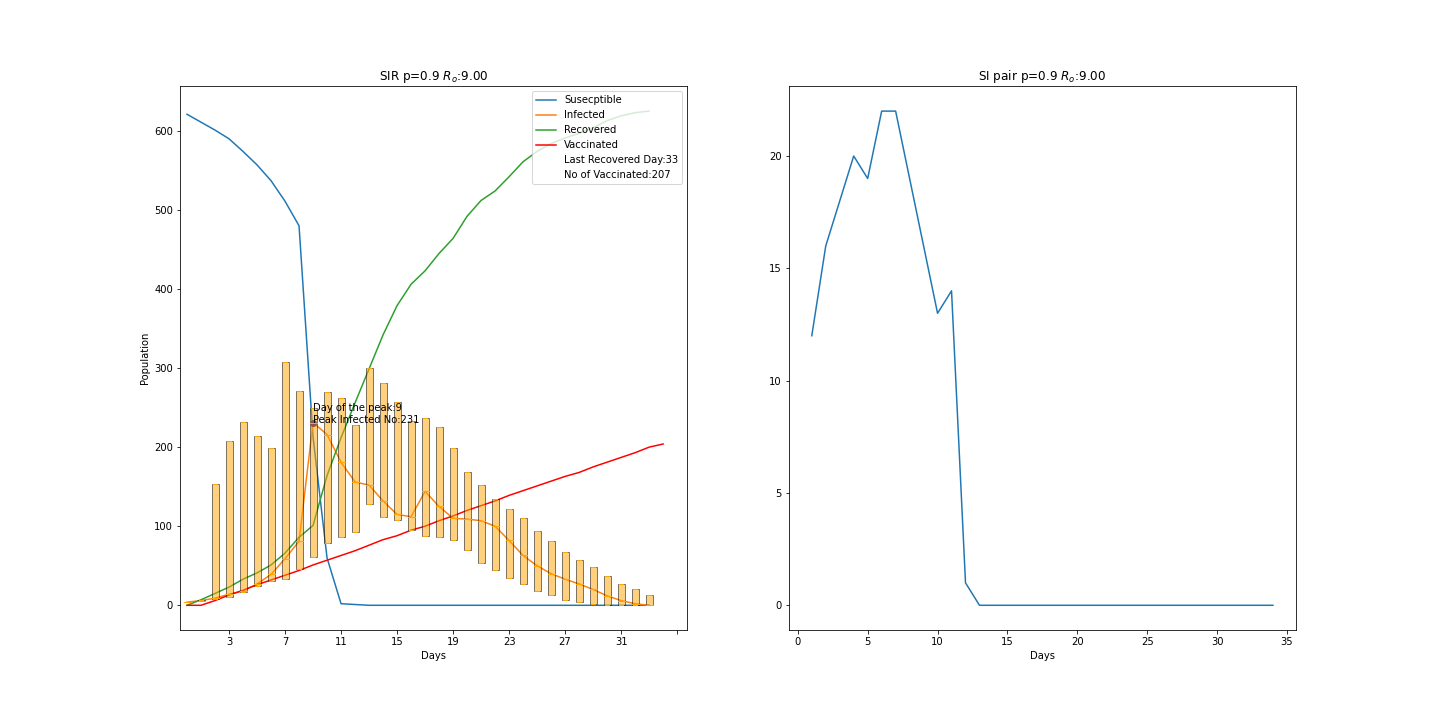 SIR p=0.9 Ro:9.00
Susecptible
Infected
Recovered
Vaccinated
Last Recovered Day:33
No of Vaccinated:207
600
500
400
300
200
100
0
Population
Day of the peak:9
Peak Infected No:231
3 7 11 15 19 23 27 31
Days
SI pair p=0.9 Ro:9.00
20
15
10
5
0
0 5 10 15 20 25 30 35
Days